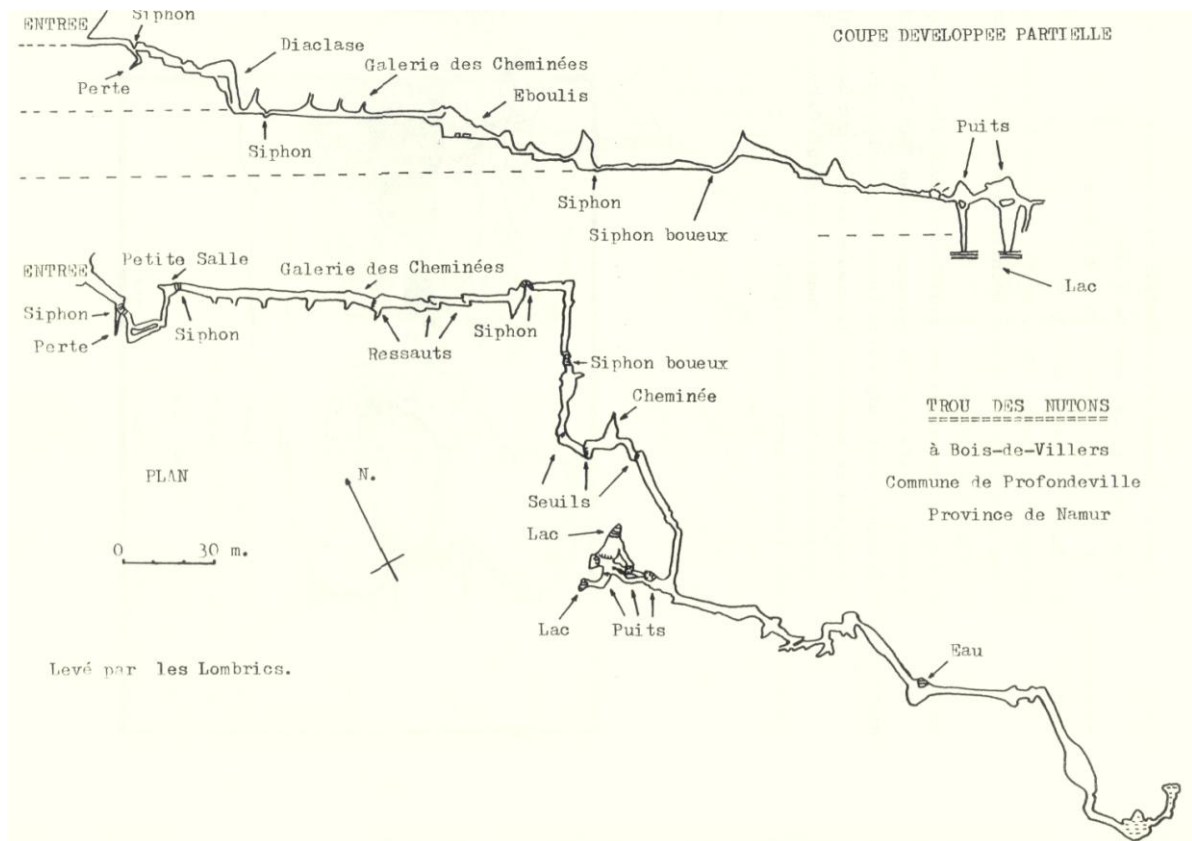 Siphon
ENTREE
COUPE DEVELOPPEE PARTIELLE
Diaclase
Galerie des Cheminées
Perte
Eboulis
Puits
Siphon
Siphon
Siphon boueux
Lac
Petite Salle
ENTREE
Galerie des Cheminées
Siphon
Siphon
Siphon
Perte
Ressauts
Siphon boueux
Cheminée
TROU DES NUTONS
à Bois-de-Villers
Commune de Profondeville
Province de Namur
PLAN
N.
Seuils
Lac
0 30 m.
Lac
Puits
Eau
Levé par les Lombrics.